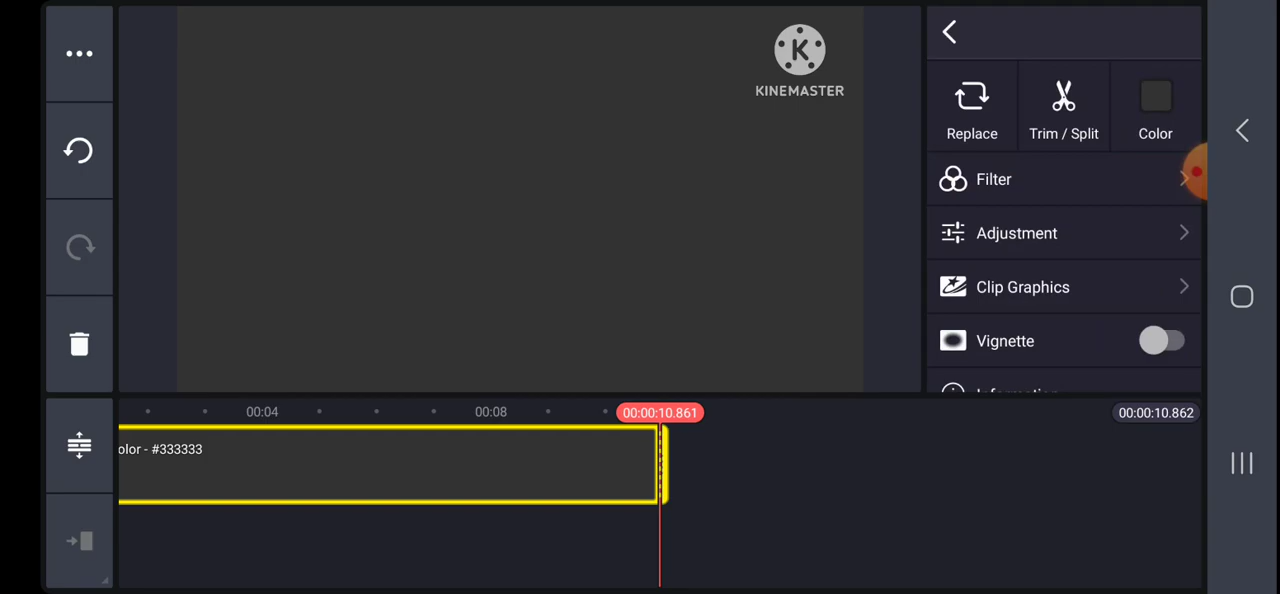 KINEMASTER
Replace
Trim / Split
Color
Filter
Adjustment
Clip Graphics
Vignette
Information
00:04
00:08
00:00:10.861
00:00:10.862
olor - #333333